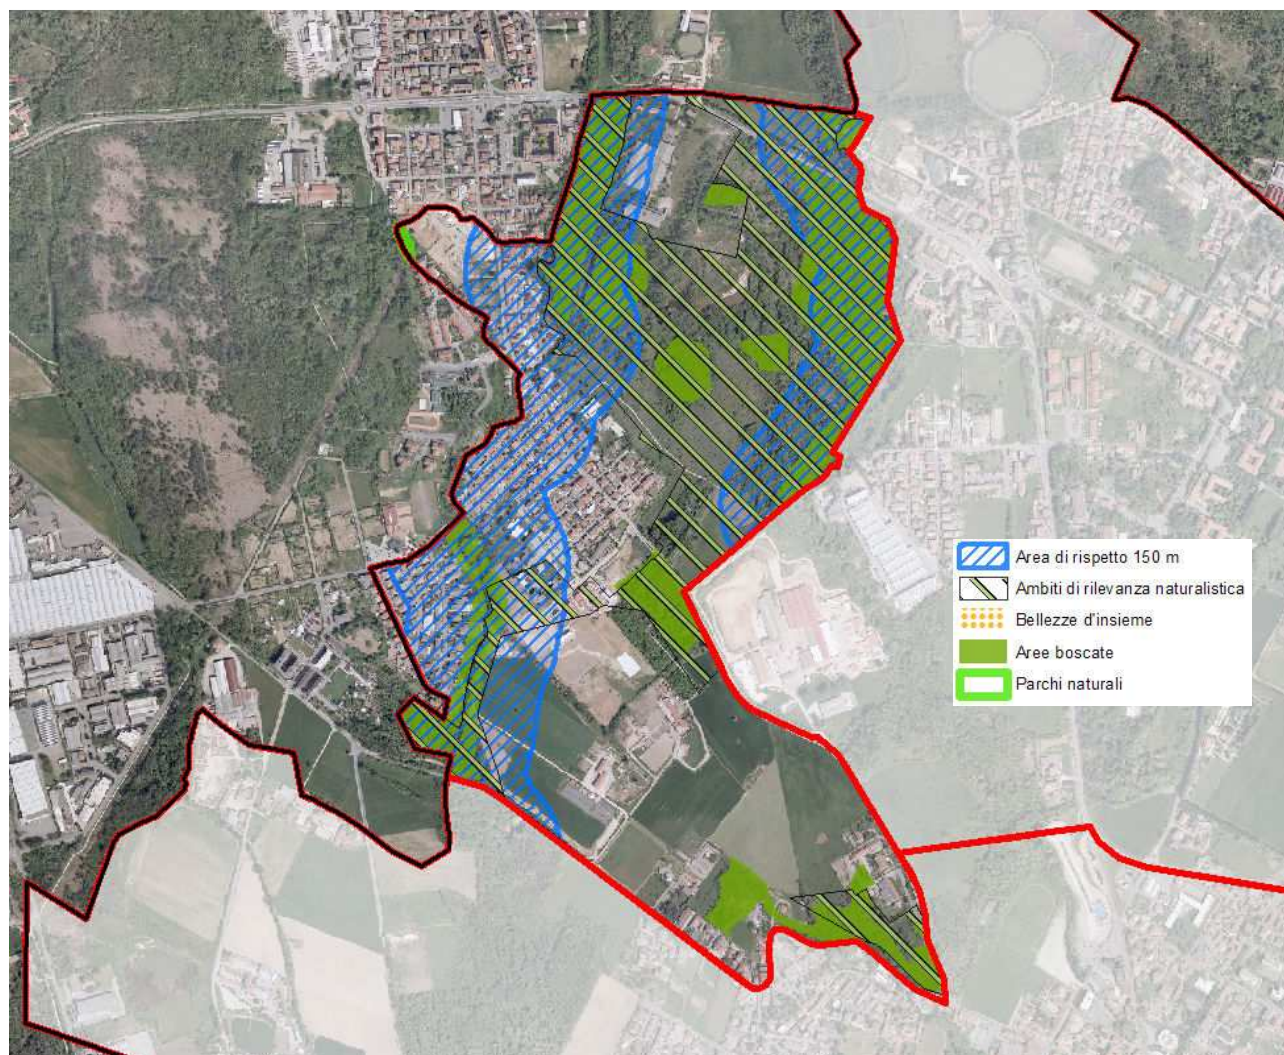 Area di rispetto 150 m
Ambiti di rilevanza naturalistica
Bellezze d'insieme
Aree boscate
Parchi naturali